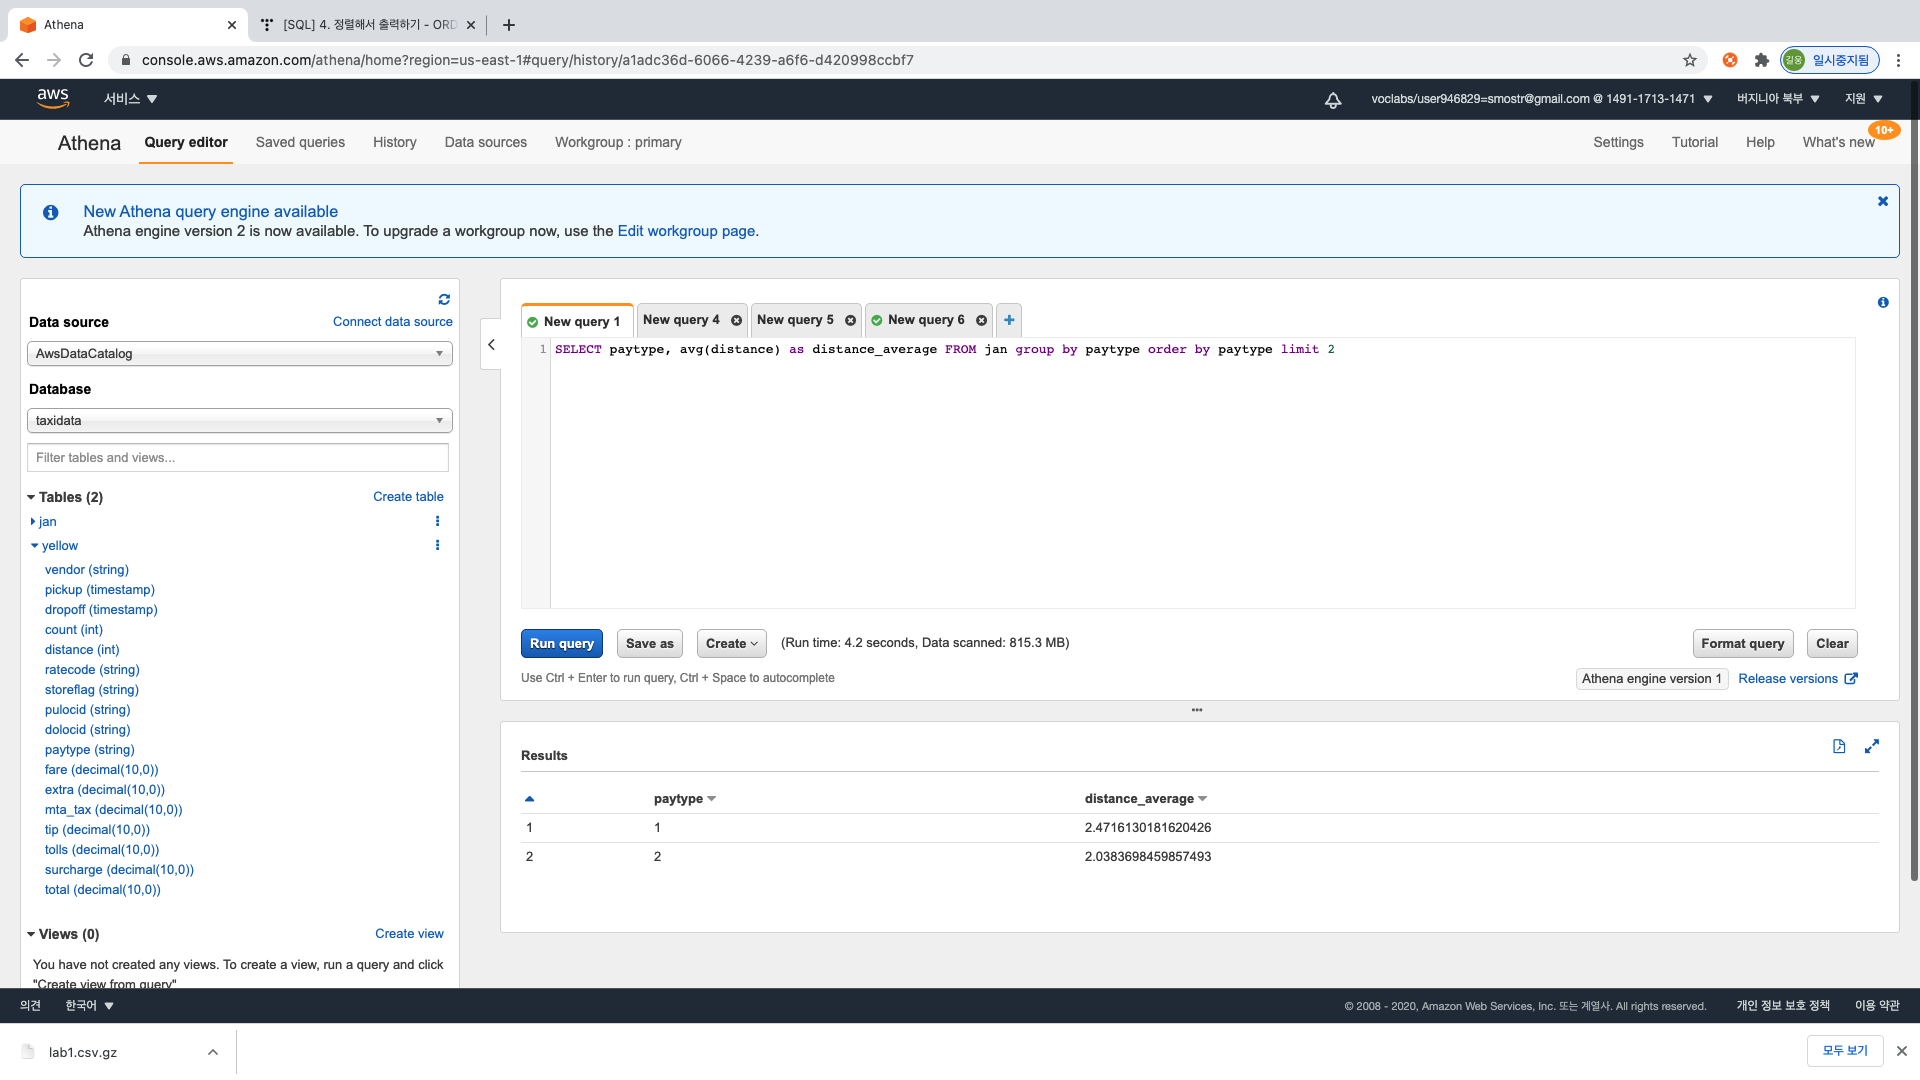 Athena
[SQL] 4. 정렬해서 출력하기 - ORD
console.aws.amazon.com/athena/home?region=us-east-1#query/history/a1adc36d-6066-4239-a6f6-d420998ccbf7
길웅
일시중지됨
aws
서비스
voclabs/user946829=smostr@gmail.com @ 1491-1713-1471
버지니아 북부
지원
Athena
Query editor
Saved queries
History
Data sources
Workgroup : primary
Settings
Tutorial
Help
What's new
10+
New Athena query engine available
Athena engine version 2 is now available. To upgrade a workgroup now, use the Edit workgroup page.
Data source
Connect data source
AwsDataCatalog
Database
taxidata
Filter tables and views...
Tables (2)
Create table
jan
yellow
vendor (string)
pickup (timestamp)
dropoff (timestamp)
count (int)
distance (int)
ratecode (string)
storeflag (string)
pulocid (string)
dolocid (string)
paytype (string)
fare (decimal(10,0))
extra (decimal(10,0))
mta_tax (decimal(10,0))
tip (decimal(10,0))
tolls (decimal(10,0))
surcharge (decimal(10,0))
total (decimal(10,0))
Views (0)
Create view
You have not created any views. To create a view, run a query and click
"Create view from query"
New query 1
New query 4
New query 5
New query 6
1 SELECT paytype, avg(distance) as distance_average FROM jan group by paytype order by paytype limit 2
Run query
Save as
Create
(Run time: 4.2 seconds, Data scanned: 815.3 MB)
Format query
Clear
Use Ctrl + Enter to run query, Ctrl + Space to autocomplete
Athena engine version 1
Release versions
Results
paytype
distance_average
1 1 2.4716130181620426
2 2 2.0383698459857493
의견
한국어
© 2008 - 2020, Amazon Web Services, Inc. 또는 계열사. All rights reserved.
개인 정보 보호 정책
이용 약관
lab1.csv.gz
모두 보기